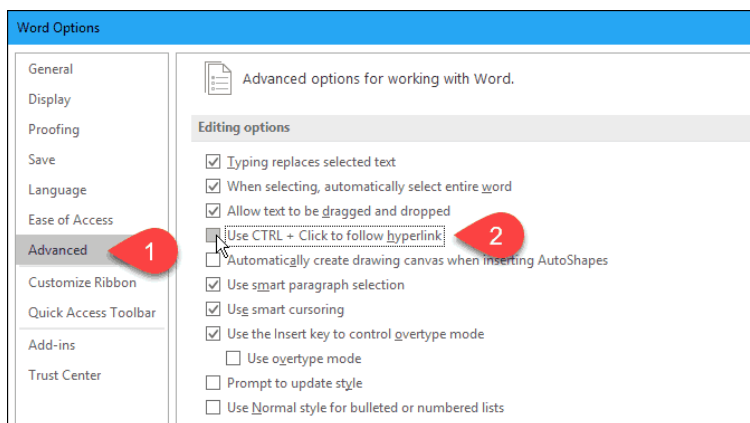 Word Options
General
Display
Proofing
Save
Language
Ease of Access
Advanced
Customize Ribbon
Quick Access Toolbar
Add-ins
Trust Center
1
Advanced options for working with Word.
Editing options
Typing replaces selected text
When selecting, automatically select entire word
Allow text to be dragged and dropped
Use CTRL + Click to follow hyperlink
2
Automatically create drawing canvas when inserting AutoShapes
Use smart paragraph selection
Use smart cursoring
Use the Insert key to control overtype mode
Use overtype mode
Prompt to update style
Use Normal style for bulleted or numbered lists